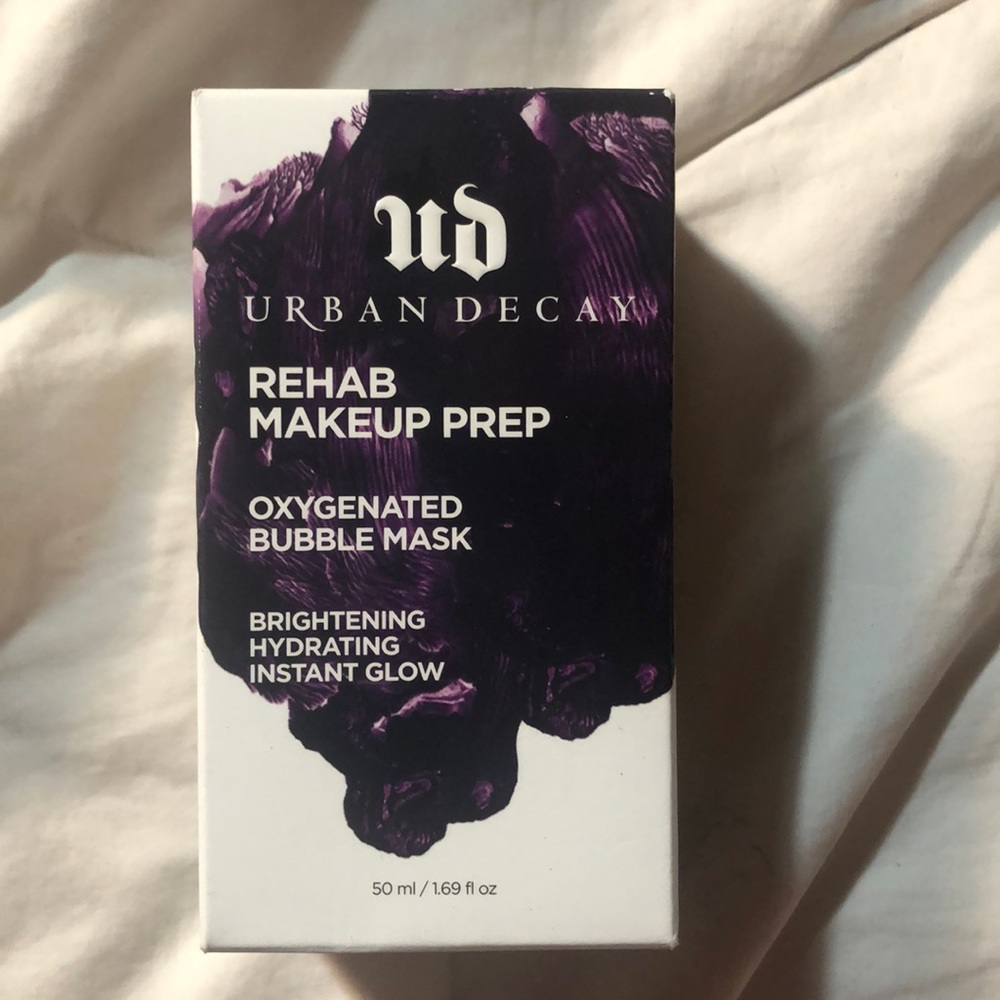 ud
URBAN DECAY
REHAB
MAKEUP PREP
OXYGENATED
BUBBLE MASK
BRIGHTENING
HYDRATING
INSTANT GLOW
50 ml / 1.69 fl oz